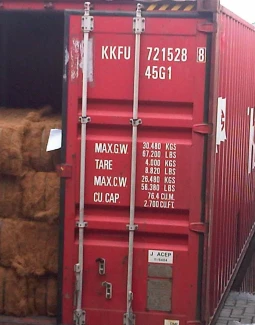 KKFU 721528 8
45G1
MAX.G.W. 30.480 KGS
67.200 LBS
TARE 4.000 KGS
8.820 LBS
MAX.C.W. 26.480 KGS
58.380 LBS
CU.CAP. 76.4 CU.M.
2.700 CU.FT.
J ACEP